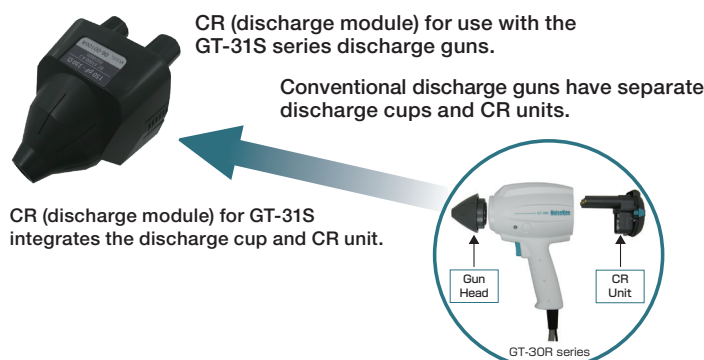 CR (discharge module) for use with the
GT-31S series discharge guns.
Conventional discharge guns have separate
discharge cups and CR units.
CR (discharge module) for GT-31S
integrates the discharge cup and CR unit.
NoiseKen
Gun
Head
CR
Unit
GT-30R series